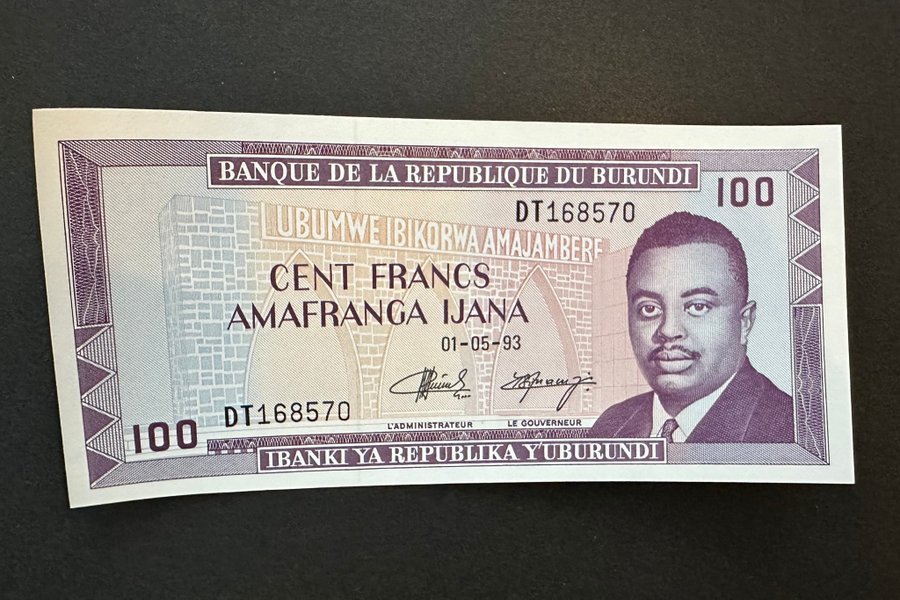 BANQUE DE LA REPUBLIQUE DU BURUNDI
100
DT168570
UBUMWE IBIKORWA AMAJAMBERE
CENT FRANCS
AMAFRANGA IJANA
01-05-93
DT168570
L'ADMINISTRATEUR
LE GOUVERNEUR
100
IBANKI YA REPUBLIKA Y'UBURUNDI